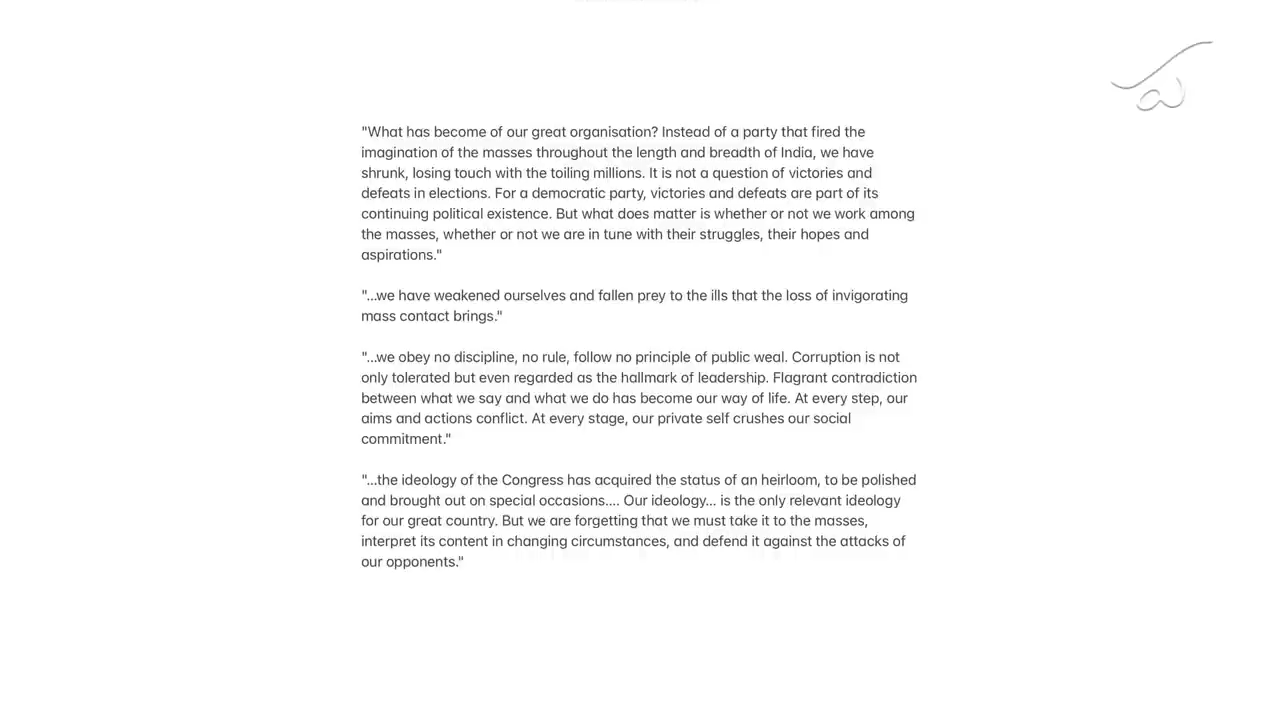 "What has become of our great organisation? Instead of a party that fired the
imagination of the masses throughout the length and breadth of India, we have
shrunk, losing touch with the toiling millions. It is not a question of victories and
defeats in elections. For a democratic party, victories and defeats are part of its
continuing political existence. But what does matter is whether or not we work among
the masses, whether or not we are in tune with their struggles, their hopes and
aspirations."
"...we have weakened ourselves and fallen prey to the ills that the loss of invigorating
mass contact brings."
"...we obey no discipline, no rule, follow no principle of public weal. Corruption is not
only tolerated but even regarded as the hallmark of leadership. Flagrant contradiction
between what we say and what we do has become our way of life. At every step, our
aims and actions conflict. At every stage, our private self crushes our social
commitment."
"...the ideology of the Congress has acquired the status of an heirloom, to be polished
and brought out on special occasions.... Our ideology... is the only relevant ideology
for our great country. But we are forgetting that we must take it to the masses,
interpret its content in changing circumstances, and defend it against the attacks of
our opponents."